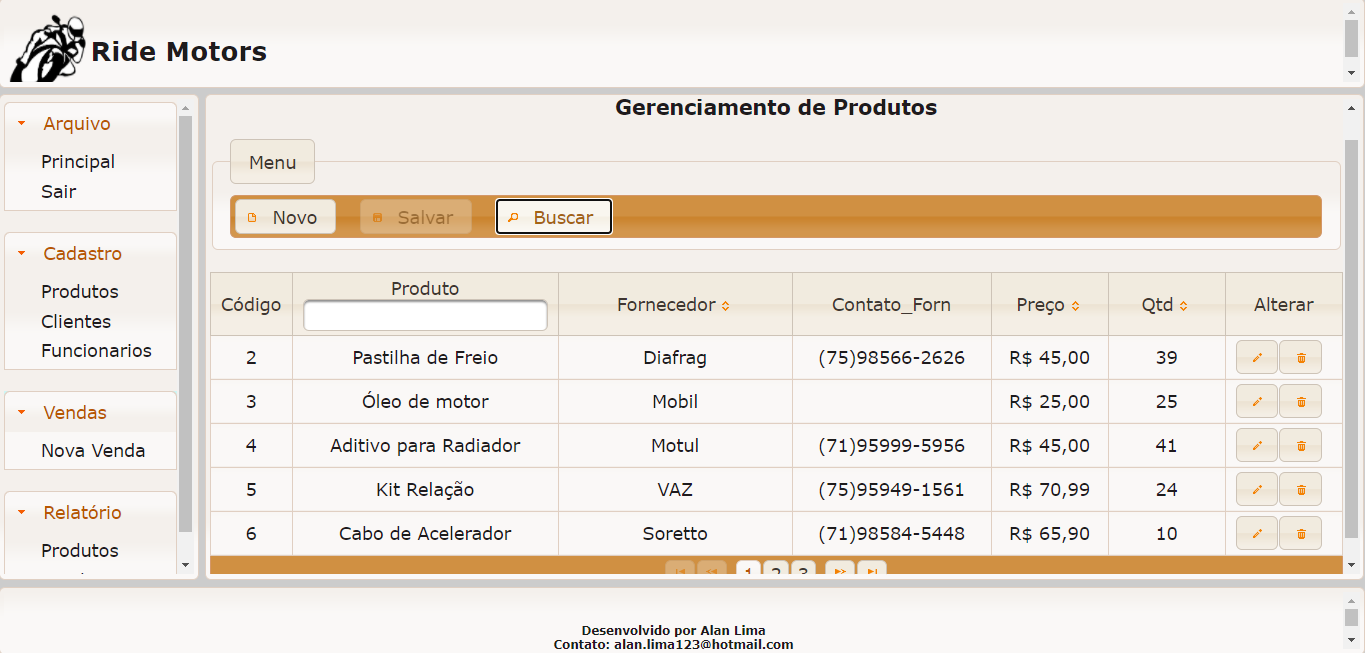 Ride Motors
Arquivo
Principal
Sair
Cadastro
Produtos
Clientes
Funcionarios
Vendas
Nova Venda
Relatório
Produtos
Gerenciamento de Produtos
Menu
Novo Salvar Buscar
Código Produto Fornecedor Contato_Forn Preço Qtd Alterar
2 Pastilha de Freio Diafrag (75)98566-2626 R$ 45,00 39
3 Óleo de motor Mobil R$ 25,00 25
4 Aditivo para Radiador Motul (71)95999-5956 R$ 45,00 41
5 Kit Relação VAZ (75)95949-1561 R$ 70,99 24
6 Cabo de Acelerador Soretto (71)98584-5448 R$ 65,90 10
1 2 3
Desenvolvido por Alan Lima
Contato: alan.lima123@hotmail.com